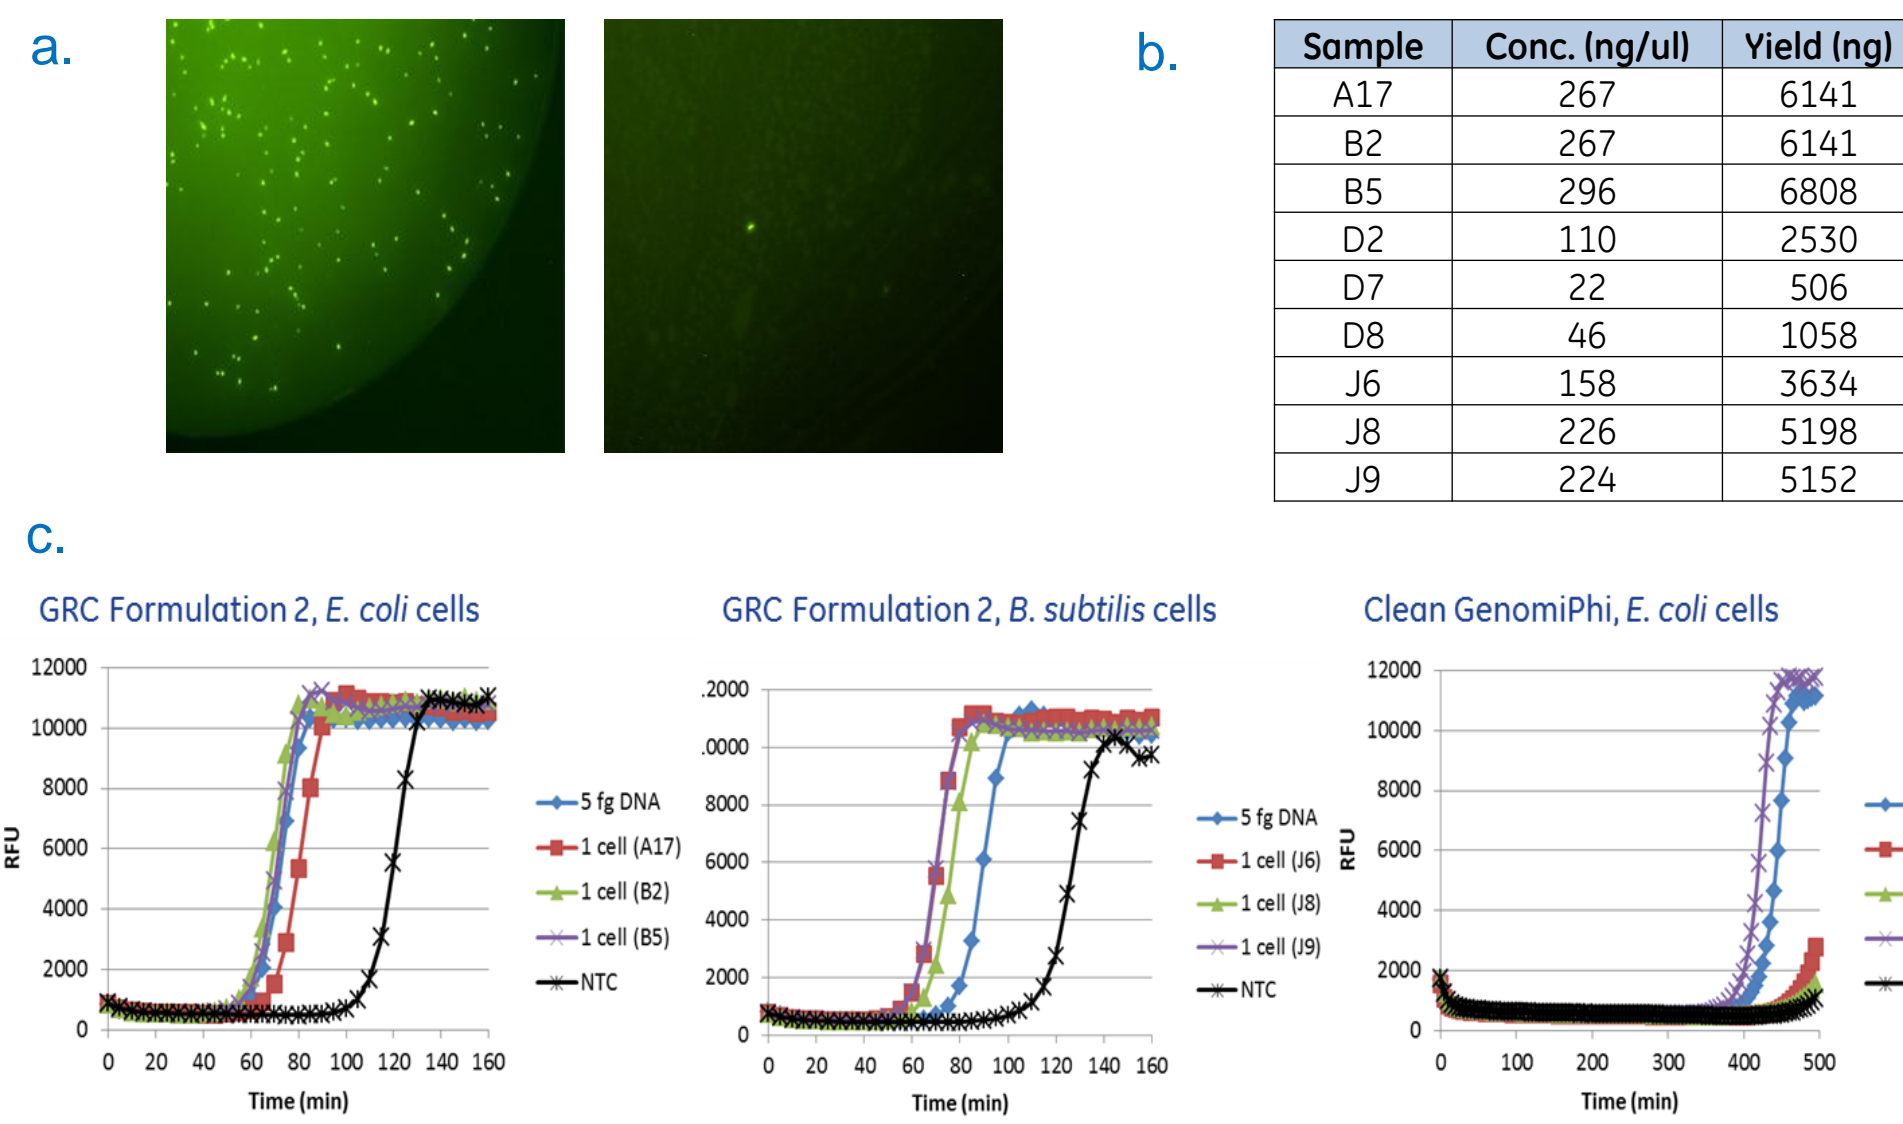 a.
b.
Sample Conc. (ng/ul) Yield (ng)
A17 267 6141
B2 267 6141
B5 296 6808
D2 110 2530
D7 22 506
D8 46 1058
J6 158 3634
J8 226 5198
J9 224 5152
c.
GRC Formulation 2, E. coli cells
12000
10000
8000
6000
4000
2000
0
RFU
0 20 40 60 80 100 120 140 160
Time (min)
5 fg DNA
1 cell (A17)
1 cell (B2)
1 cell (B5)
NTC
GRC Formulation 2, B. subtilis cells
.2000
.0000
8000
6000
4000
2000
0
0 20 40 60 80 100 120 140 160
Time (min)
5 fg DNA
1 cell (J6)
1 cell (J8)
1 cell (J9)
NTC
Clean GenomiPhi, E. coli cells
12000
10000
8000
6000
4000
2000
0
RFU
0 100 200 300 400 500
Time (min)